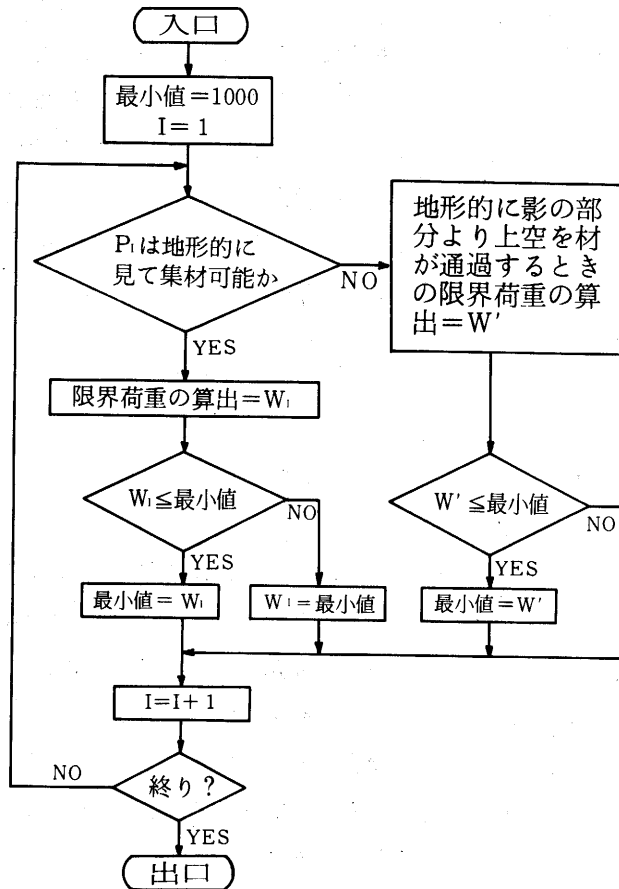 入口
最小値=1000
I=1
PIは地形的に
見て集材可能か
NO
地形的に影の部
分より上空を材
が通過するとき
の限界荷重の算
出=W'
YES
限界荷重の算出=WI
WI≦最小値
NO
YES
最小値=WI
WI=最小値
W'≦最小値
NO
YES
最小値=W'
I=I+1
終り?
NO
YES
出口